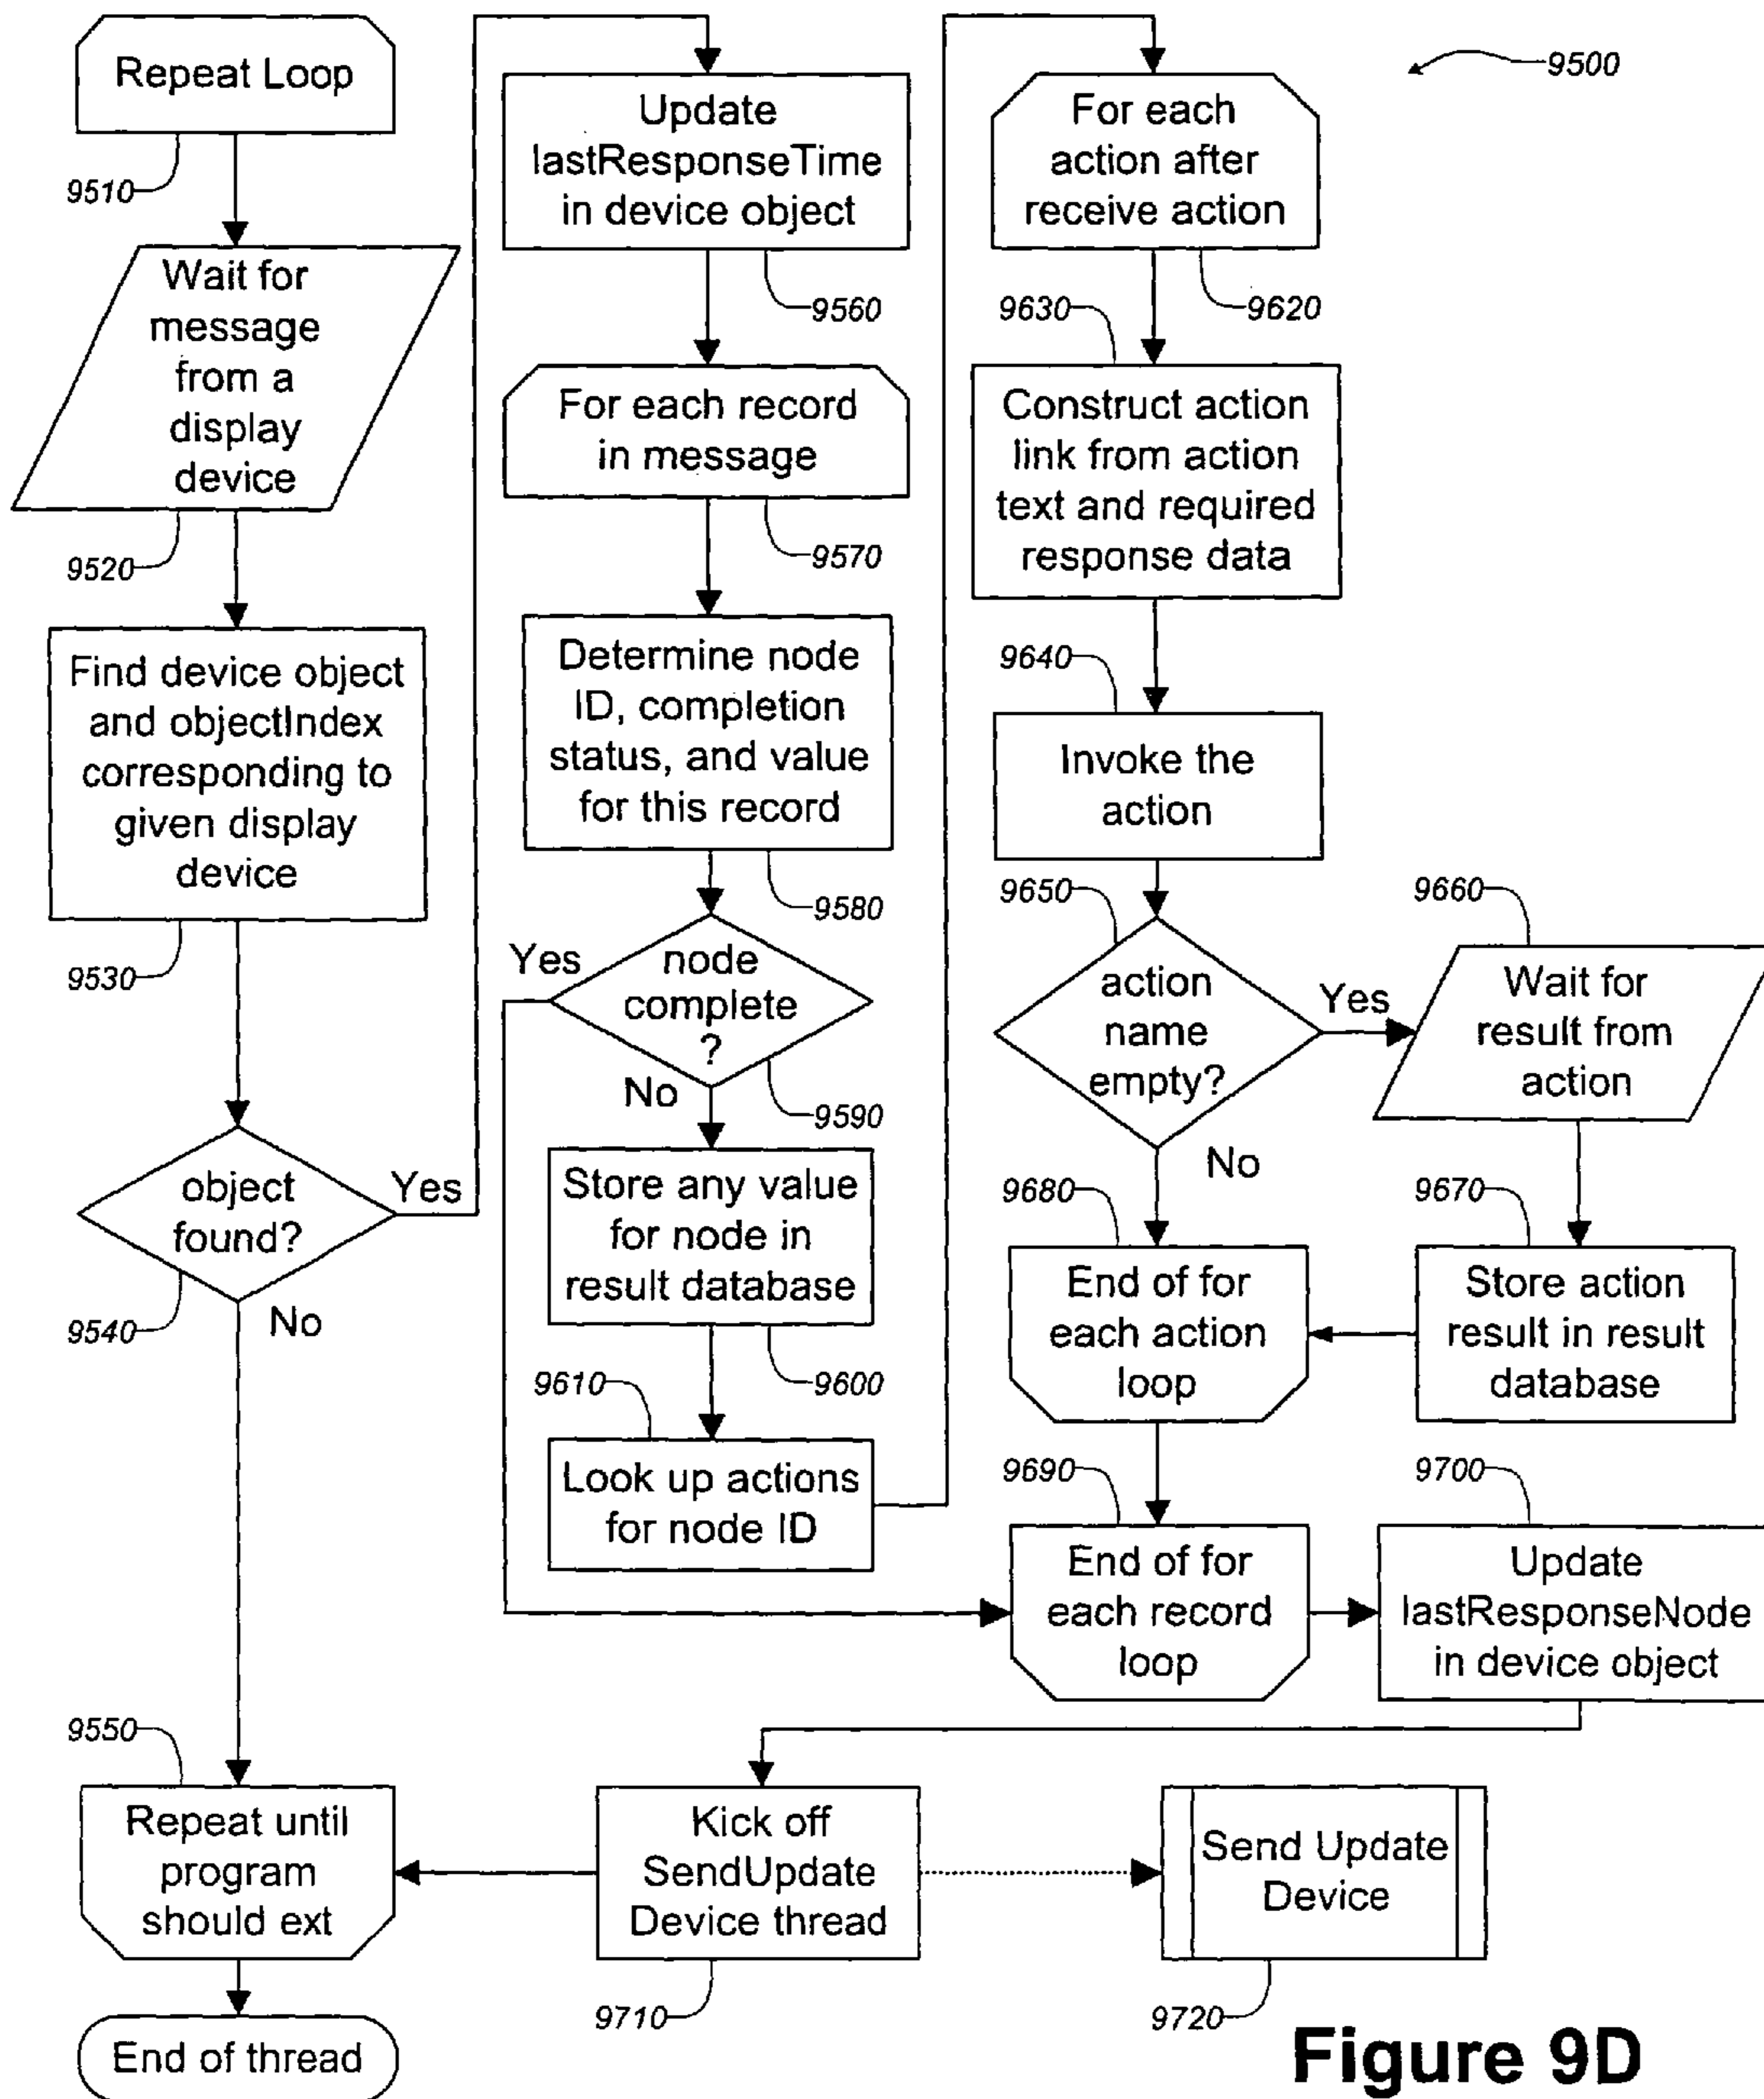 Repeat Loop
9510
Wait for
message
from a
display
device
9520
Find device object
and objectIndex
corresponding to
given display
device
9530
object
found?
Yes
No
9540
9550
Repeat until
program
should ext
End of thread
Update
lastResponseTime
in device object
9560
For each record
in message
9570
Determine node
ID, completion
status, and value
for this record
9580
Yes
node
complete
?
No
9590
Store any value
for node in
result database
9600
9610
Look up actions
for node ID
9500
For each
action after
receive action
9620
9630
Construct action
link from action
text and required
response data
9640
Invoke the
action
9650
action
name
empty?
Yes
No
9660
Wait for
result from
action
9670
Store action
result in result
database
9680
End of for
each action
loop
9690
End of for
each record
loop
9700
Update
lastResponseNode
in device object
Kick off
SendUpdate
Device thread
9710
Send Update
Device
9720
Figure 9D